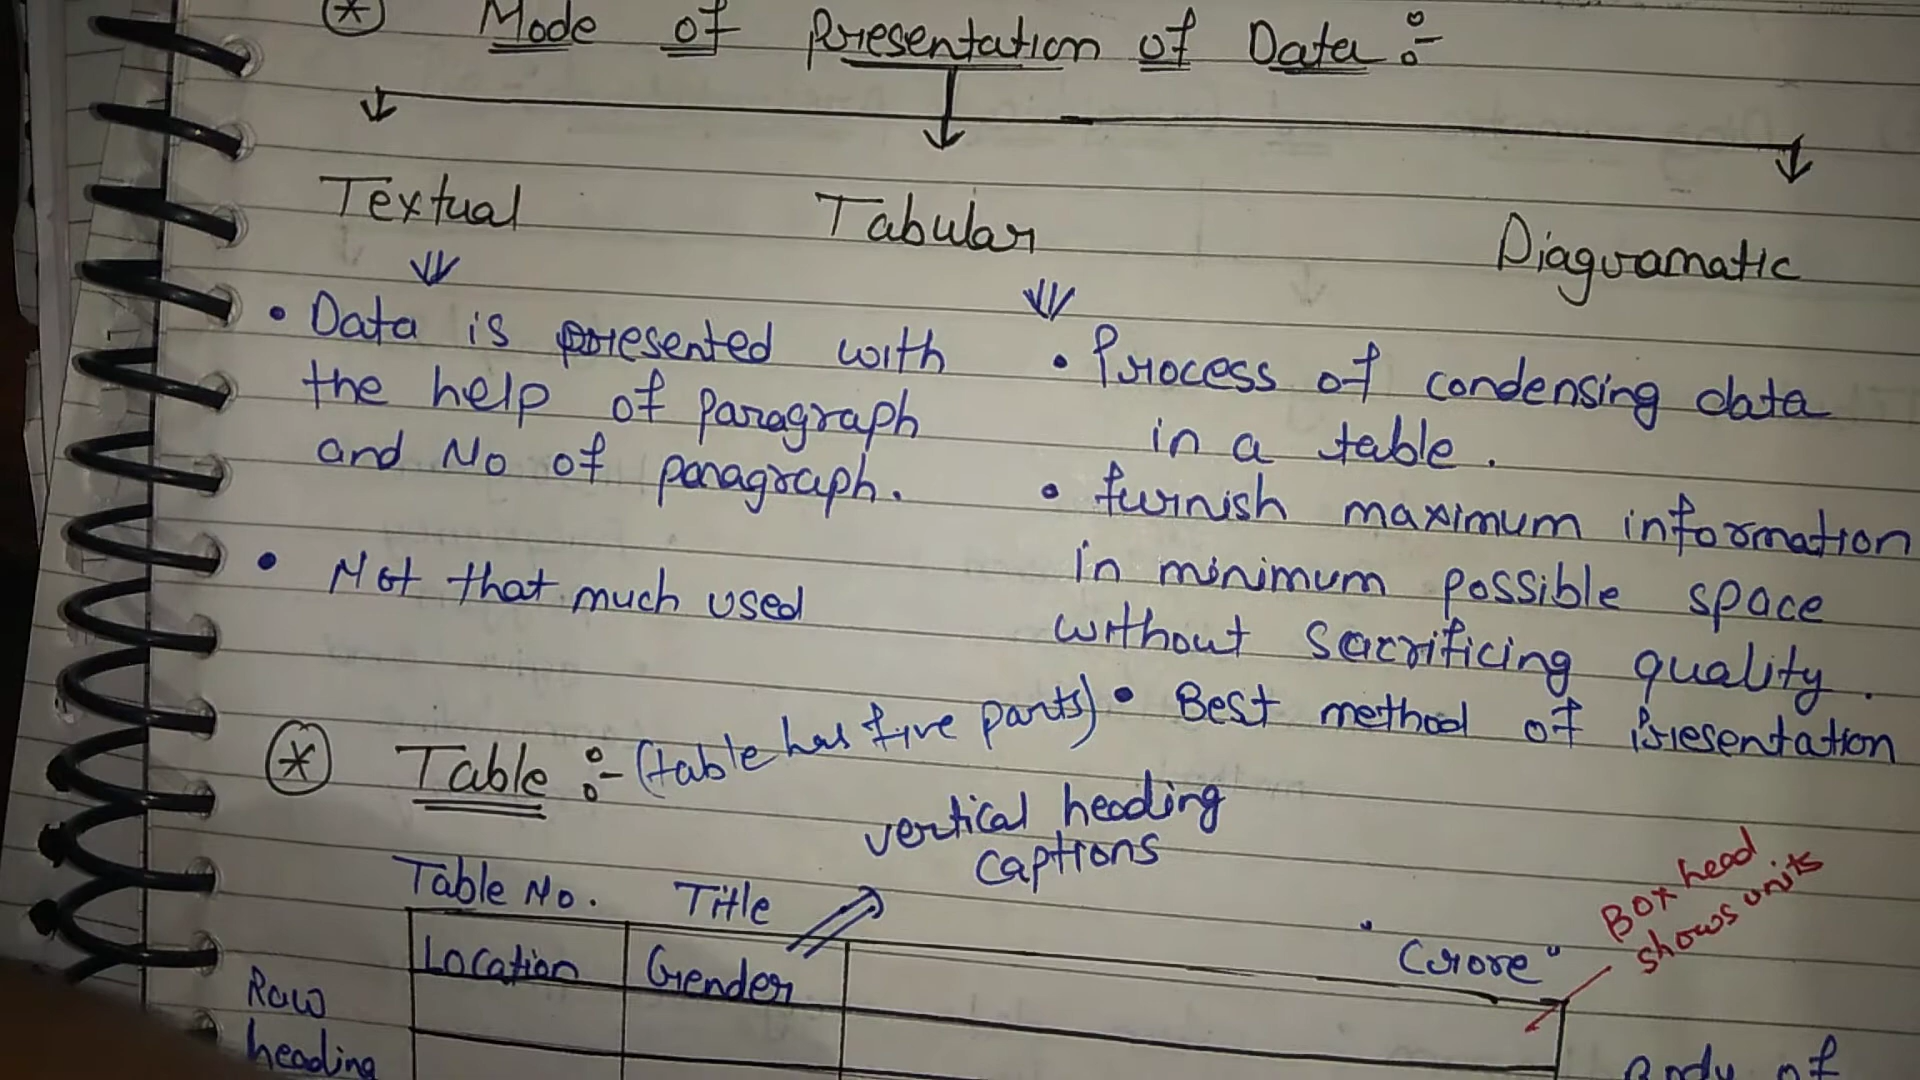 * Mode of Presentation of Data :-
Textual Tabular Diagramatic
• Data is presented with
the help of paragraph
and No of paragraph.
• Not that much used
• Process of condensing data
in a table.
• furnish maximum information
in minimum possible space
without sacrificing quality.
• Best method of Presentation
* Table :- (table has five parts)
vertical heading
captions
Table No. Title
"Crore"
Box head
shows units
Location Gender
Raw
heading
Body of